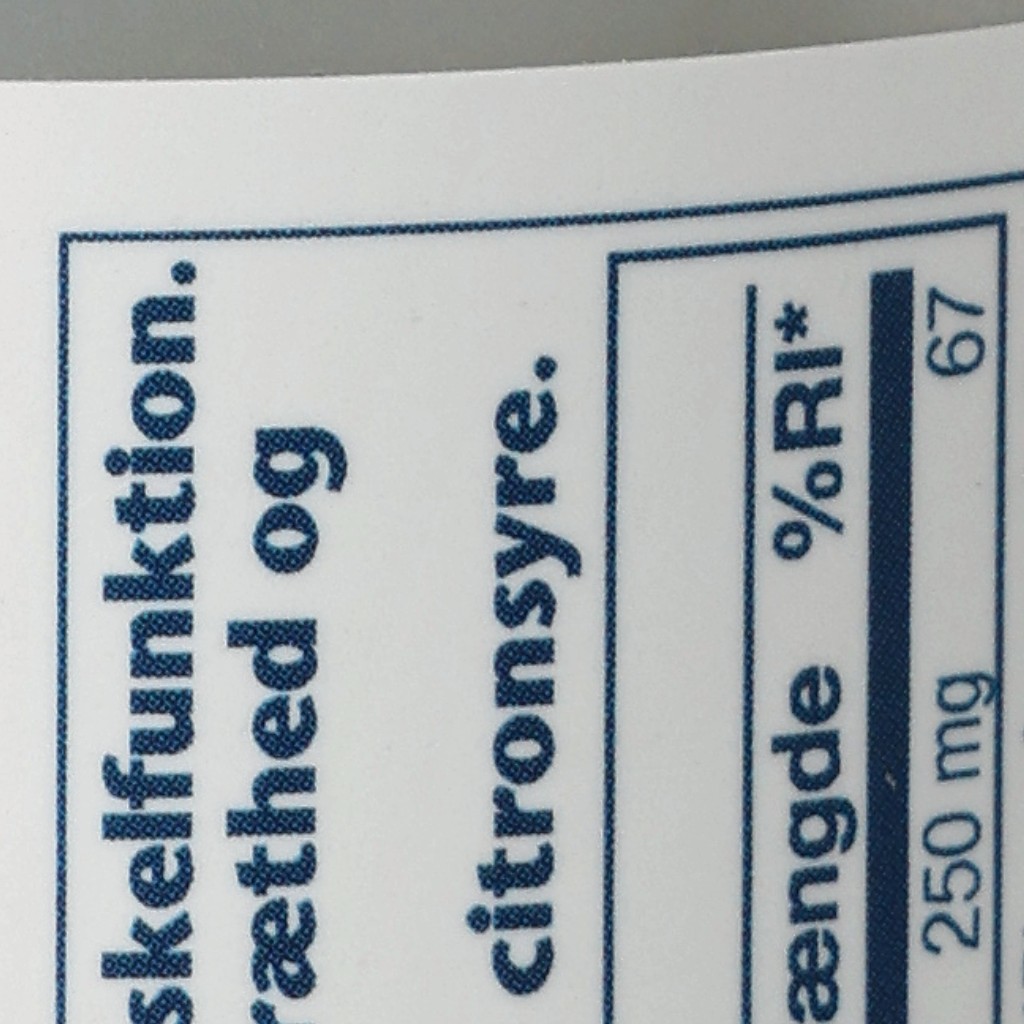 skelfunktion.
ræthed og
citronsyre.
ængde %RI*
250 mg 67